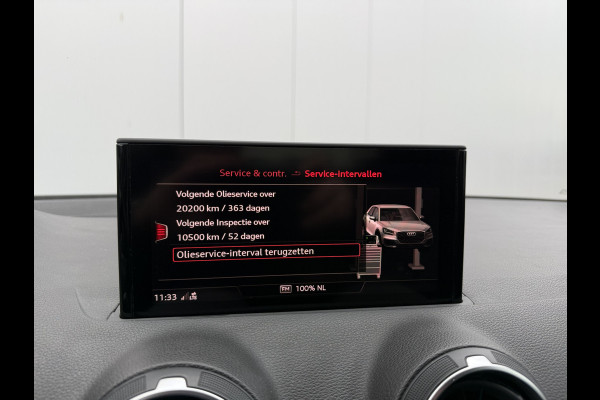 Service & contr. Service-intervallen
Volgende Olieservice over
20200 km / 363 dagen
Volgende Inspectie over
10500 km / 52 dagen
Olieservice-interval terugzetten
11:33 FM 100% NL